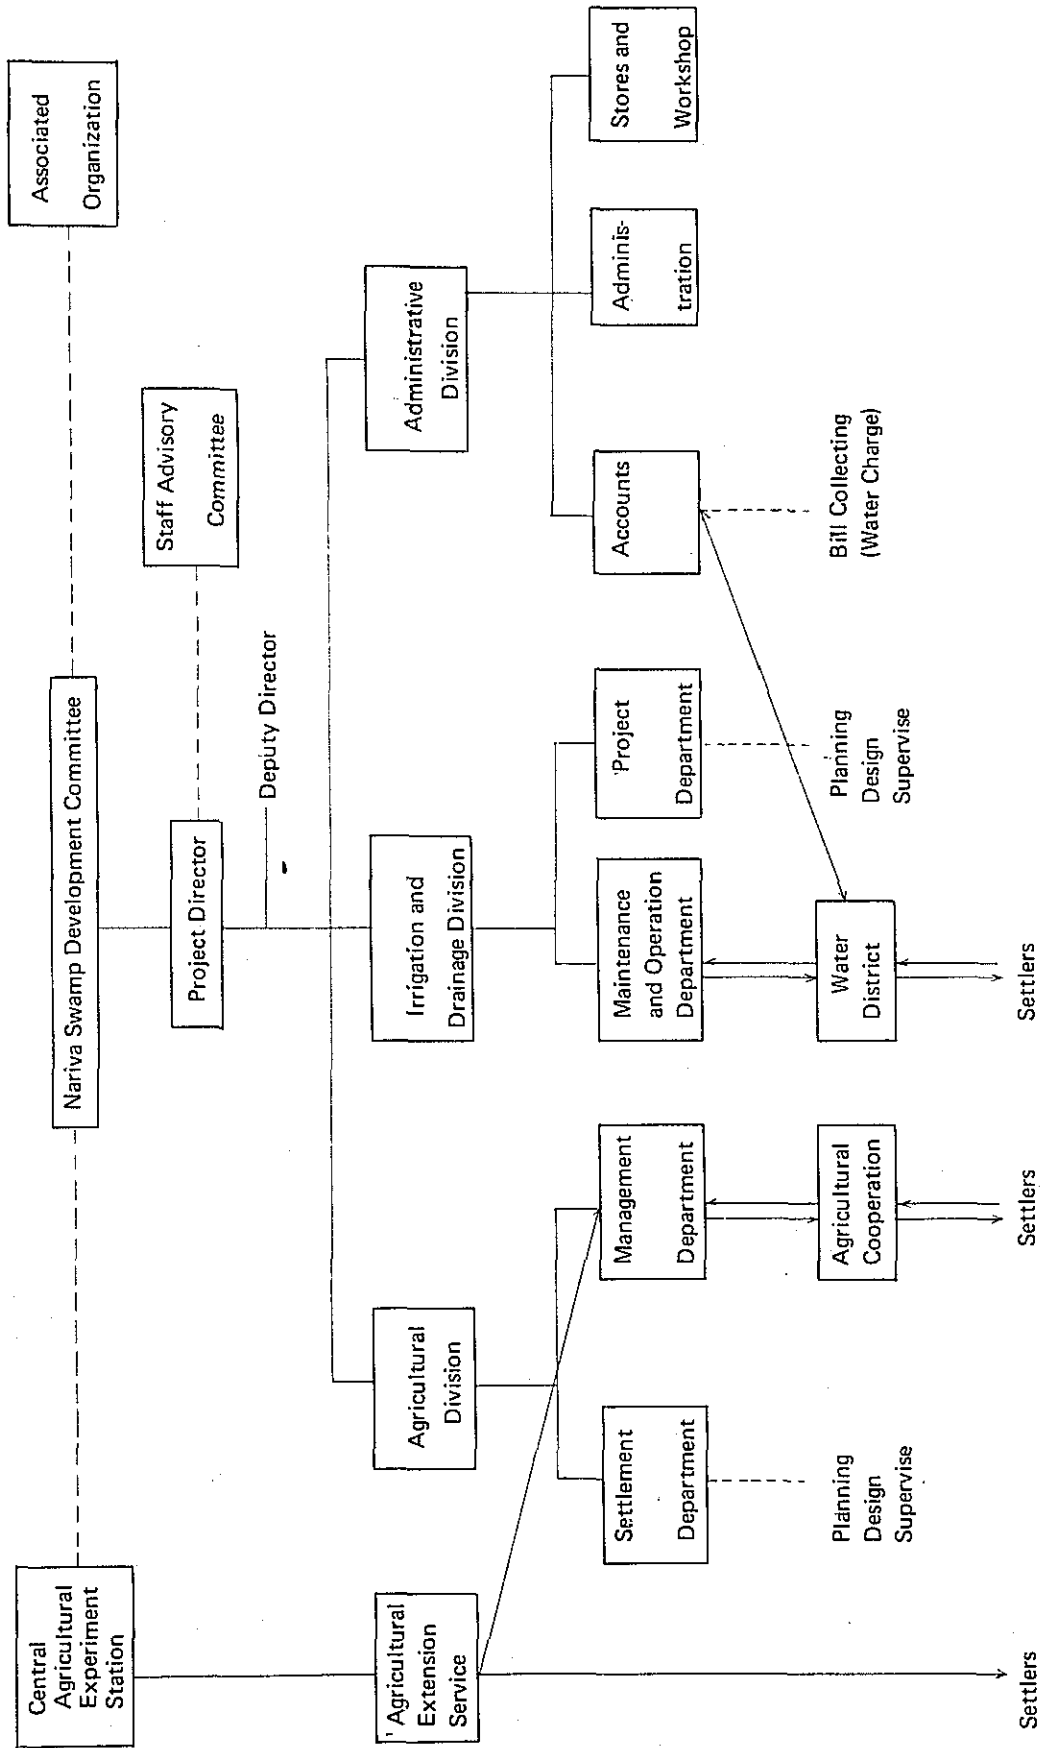 Central
Agricultural
Experiment
Station
Nariva Swamp Development Committee
Associated
Organization
Project Director
Staff Advisory
Committee
Deputy Director
Agricultural
Extension
Service
Agricultural
Division
Irrigation and
Drainage Division
Administrative
Division
Settlement
Department
Management
Department
Maintenance
and Operation
Department
Project
Department
Accounts
Adminis-
tration
Stores and
Workshop
Planning
Design
Supervise
Agricultural
Cooperation
Water
District
Planning
Design
Supervise
Bill Collecting
(Water Charge)
Settlers
Settlers
Settlers